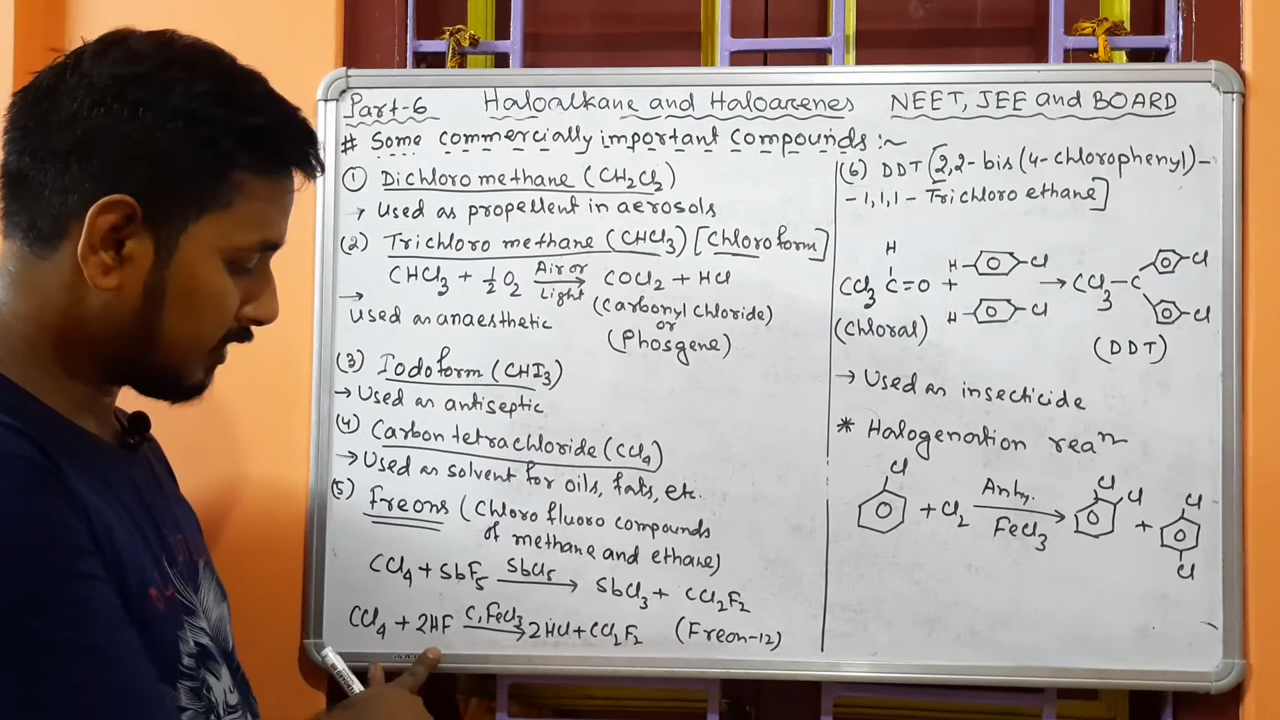 Part-6 Haloalkane and Haloarenes NEET, JEE and BOARD
# Some commercially important Compounds :~
① Dichloro methane (CH₂Cl₂)
→ Used as propellent in aerosols
(2) Trichloro methane (CHCl₃) [Chloroform]
CHCl₃ + ½ O₂ Air or Light → COCl₂ + HCl
(Carbonyl chloride)
or
(Phosgene)
→ Used as anaesthetic
(3) Iodoform (CHI₃)
→ Used as antiseptic
(4) Carbon tetrachloride (CCl₄)
→ Used as solvent for oils, fats, etc.
(5) Freons (Chloro fluoro compounds
of methane and ethane)
CCl₄ + SbF₅ SbCl₅ → SbCl₃ + CCl₂F₂
CCl₄ + 2HF C, FeCl₃ → 2HCl + CCl₂F₂ (Freon-12)
(6) DDT [2,2-bis (4-chlorophenyl)-
-1,1,1-Trichloro ethane]
H
CCl₃ C=O + H Cl → CCl₃-C Cl
H Cl Cl
(Chloral) (DDT)
→ Used as insecticide
* Halogenation reaⁿ
Cl + Cl₂ Anhy. FeCl₃ → Cl Cl + Cl Cl